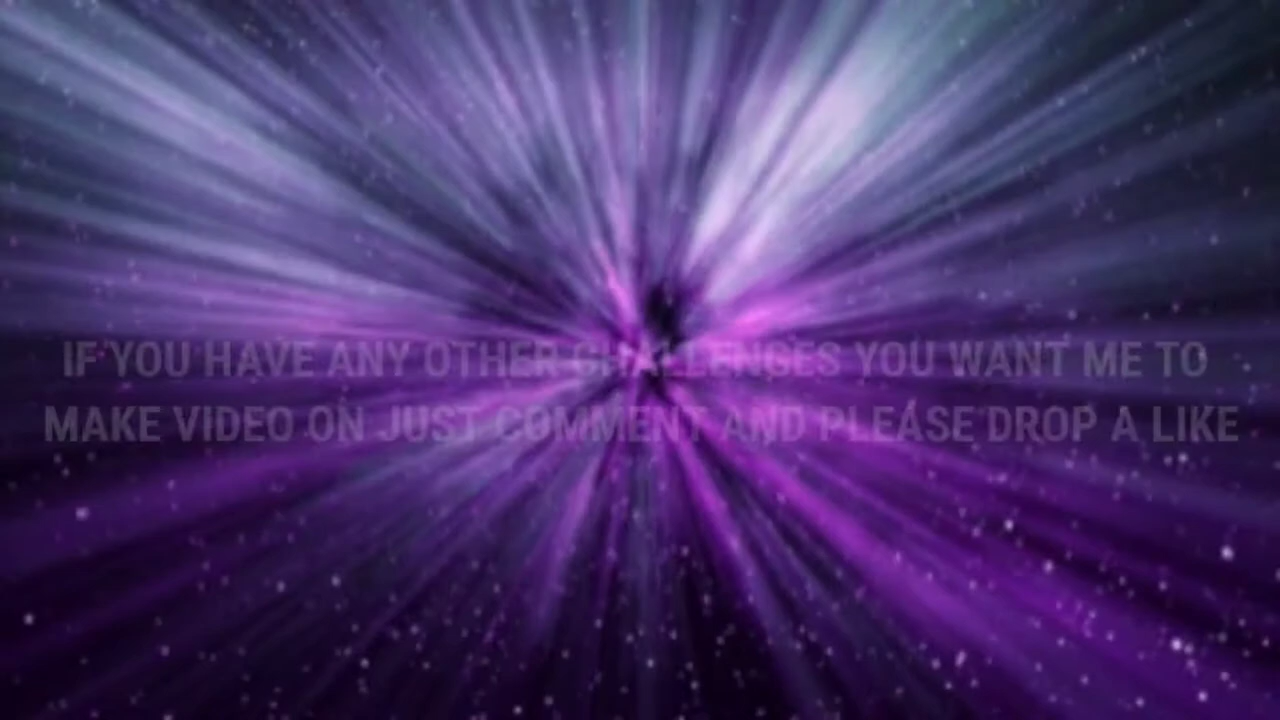 IF YOU HAVE ANY OTHER CHALLENGES YOU WANT ME TO
MAKE VIDEO ON JUST COMMENT AND PLEASE DROP A LIKE